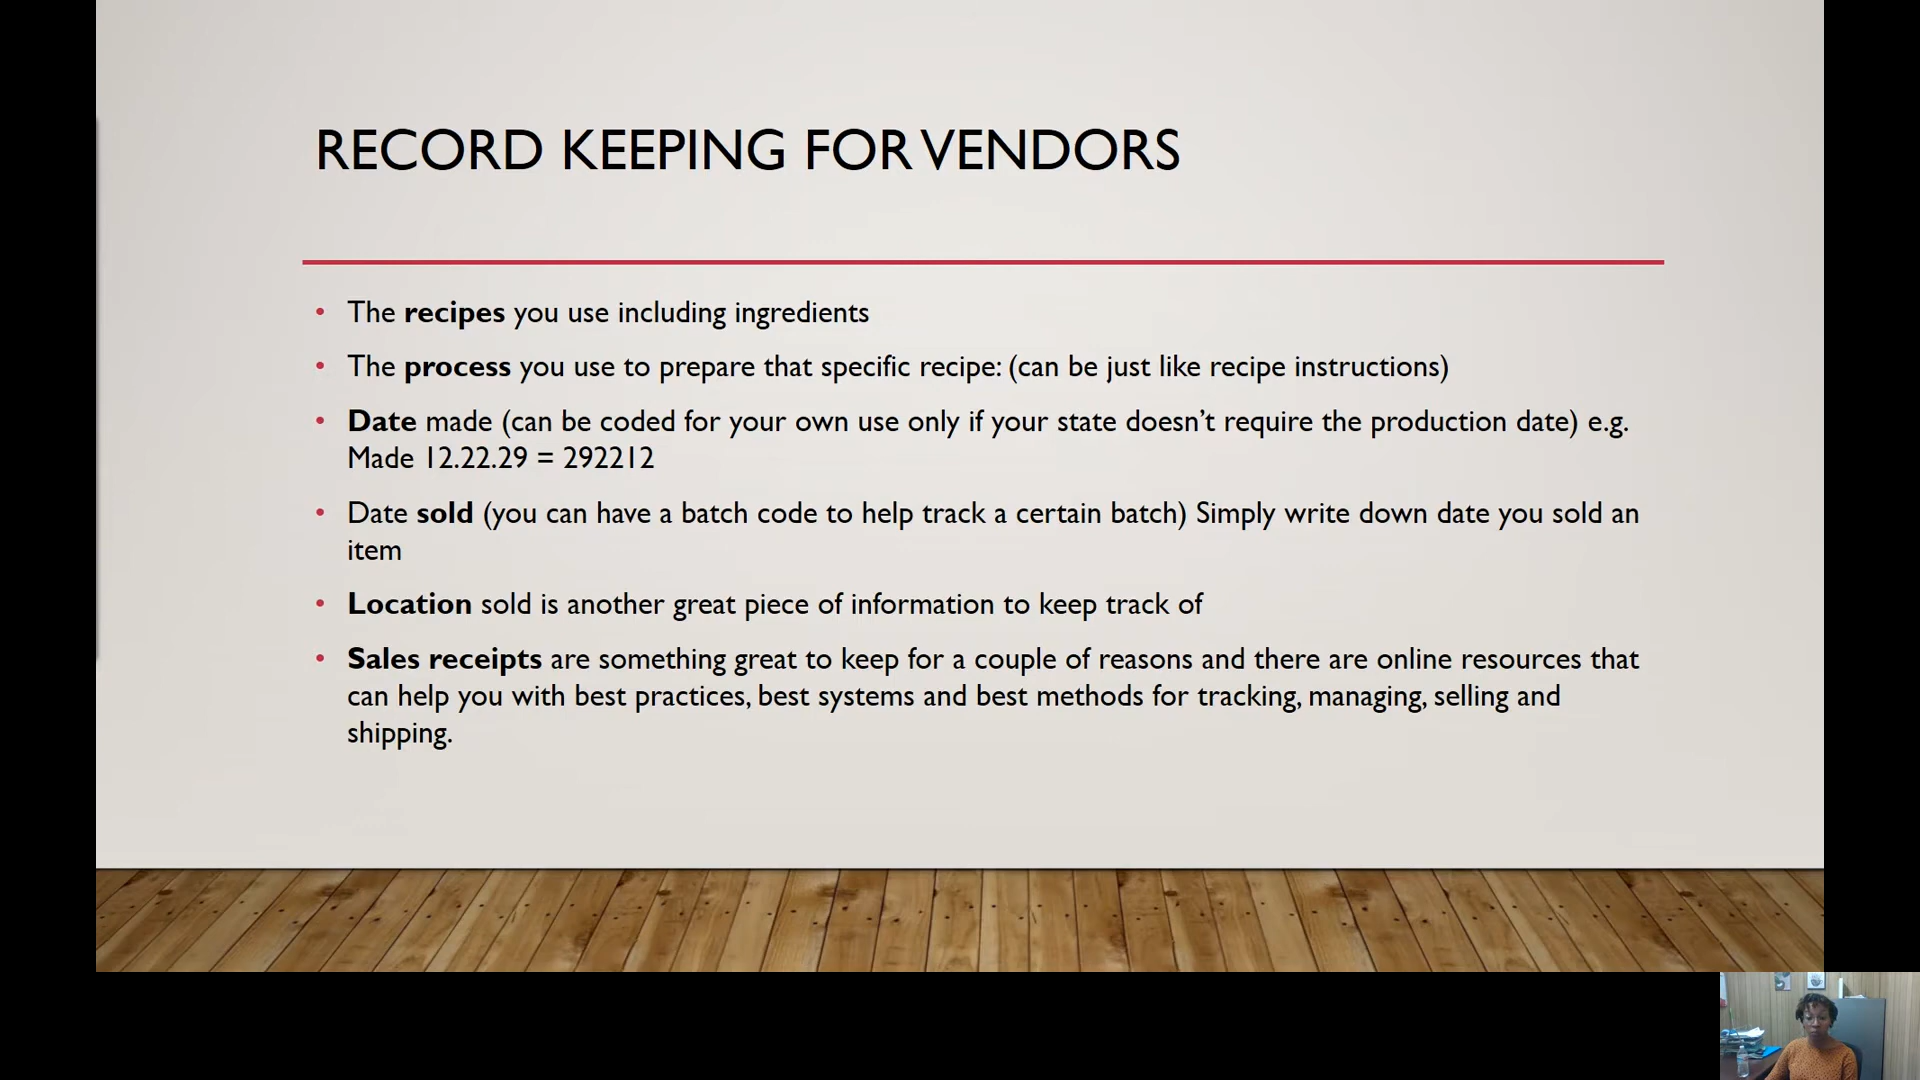 RECORD KEEPING FOR VENDORS
• The recipes you use including ingredients
• The process you use to prepare that specific recipe: (can be just like recipe instructions)
• Date made (can be coded for your own use only if your state doesn’t require the production date) e.g.
Made 12.22.29 = 292212
• Date sold (you can have a batch code to help track a certain batch) Simply write down date you sold an
item
• Location sold is another great piece of information to keep track of
• Sales receipts are something great to keep for a couple of reasons and there are online resources that
can help you with best practices, best systems and best methods for tracking, managing, selling and
shipping.